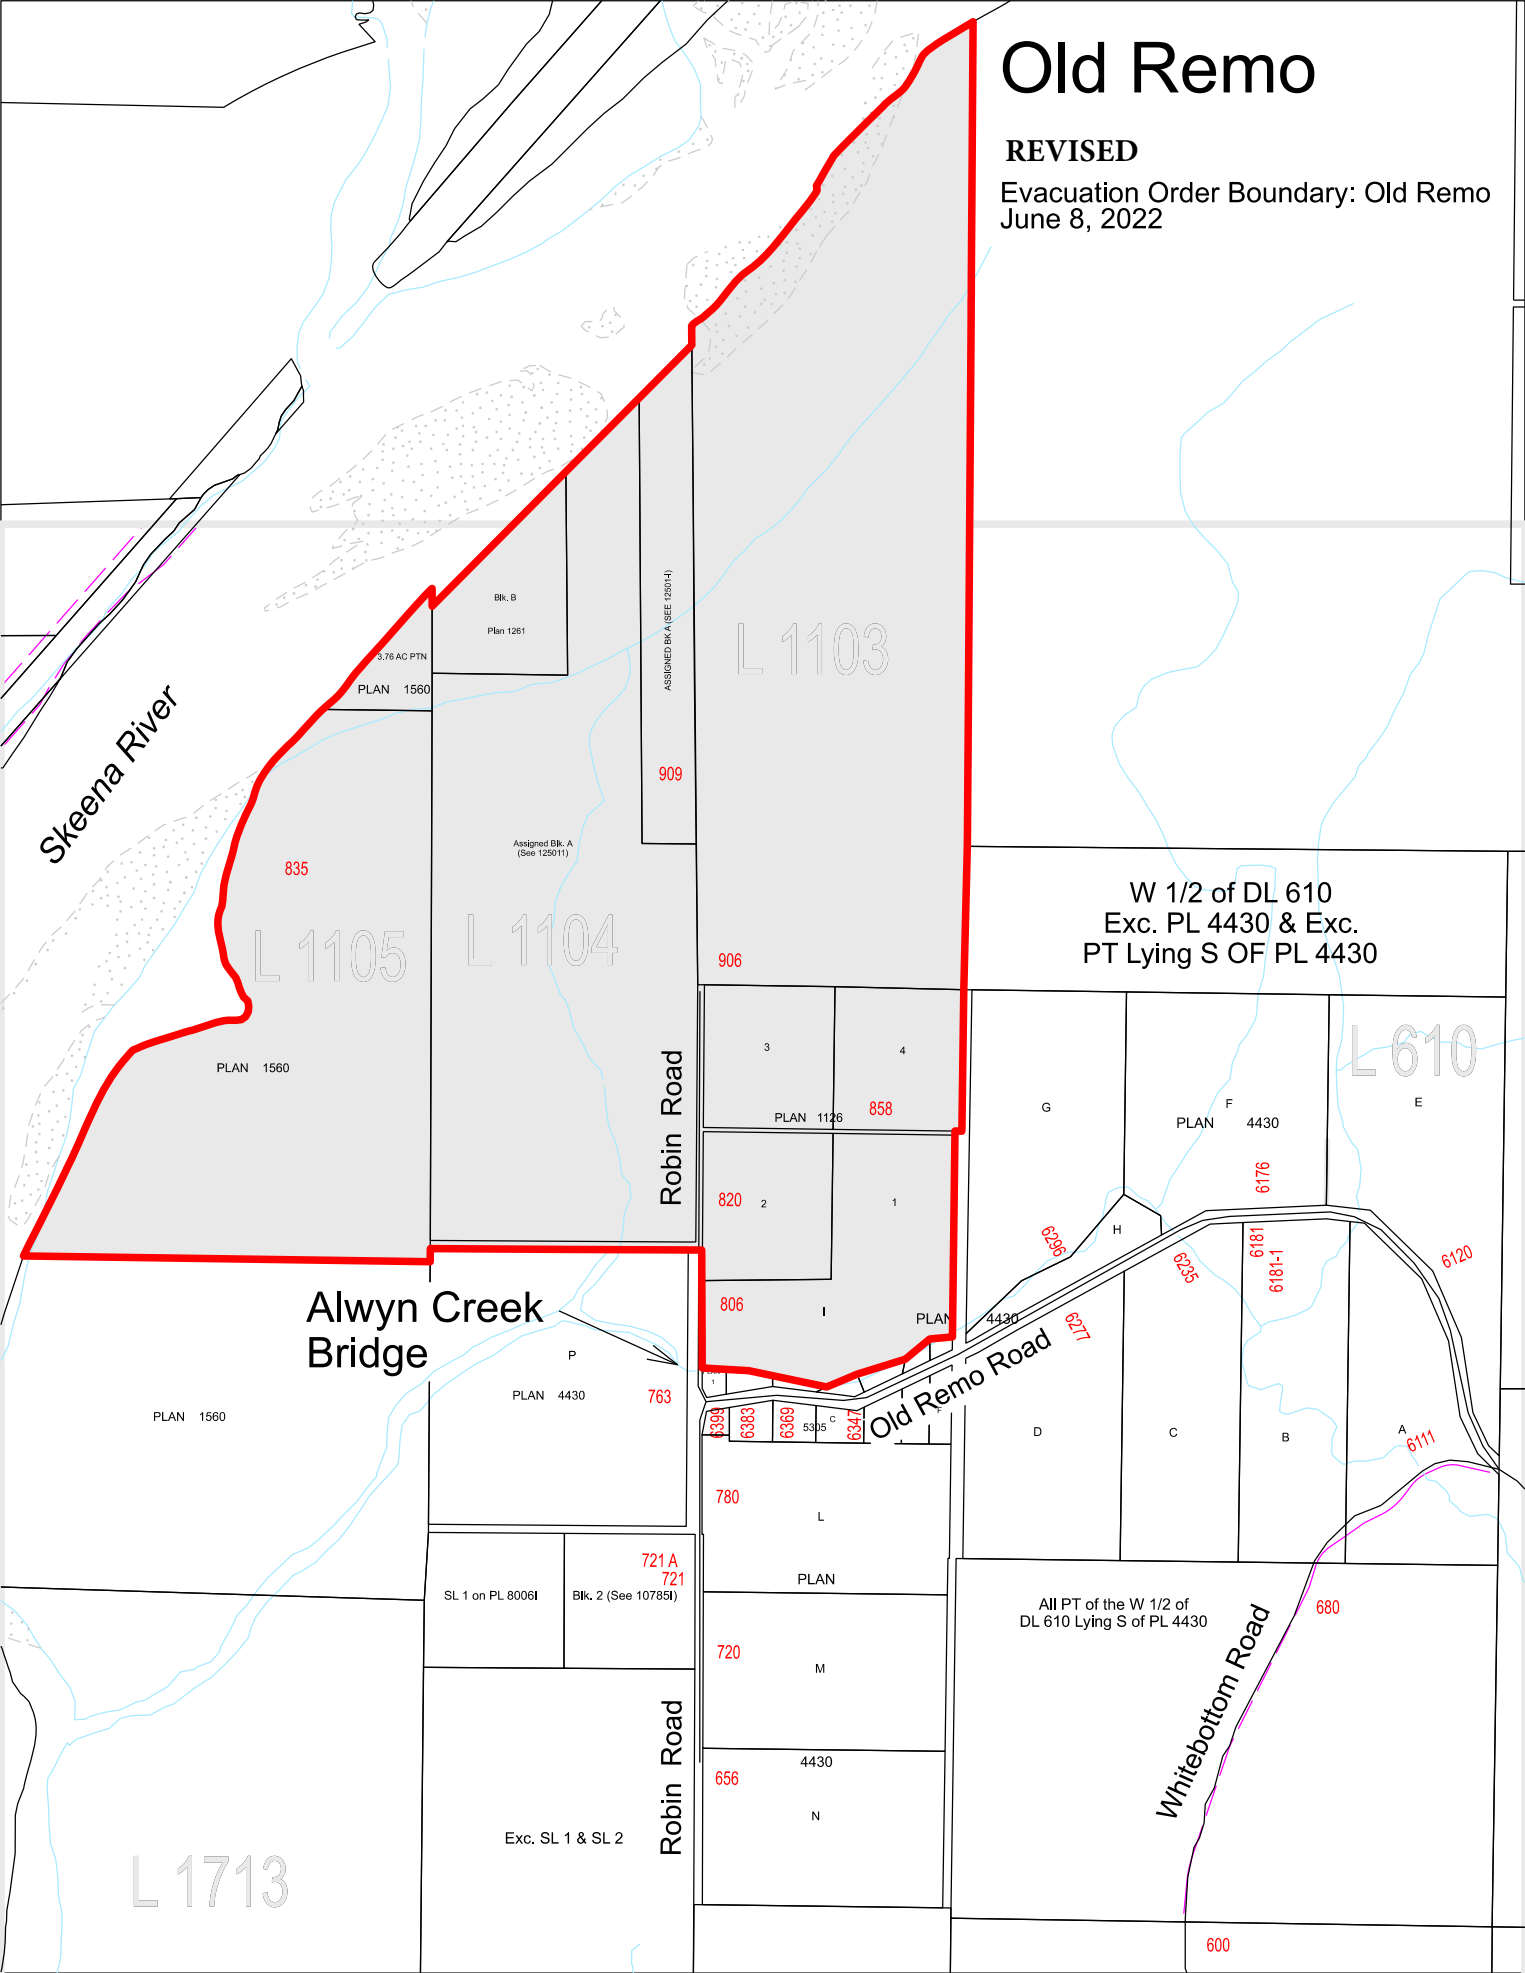 Old Remo
REVISED
Evacuation Order Boundary: Old Remo
June 8, 2022
Blk. B
Plan 1261
ASSIGNED BK A (SEE 12501-I)
L 1103
3.76 AC PTN
PLAN 1560
Skeena River
909
835
Assigned Blk. A
(See 12501I)
L 1105
L 1104
906
W 1/2 of DL 610
Exc. PL 4430 & Exc.
PT Lying S OF PL 4430
L 610
PLAN 1560
Robin Road
3
4
858
PLAN 1126
G
F
PLAN 4430
E
6176
820
2
1
H
6296
6235
6181
6181-1
6120
806
I
PLAN 4430
6277
Alwyn Creek
Bridge
P
PLAN 4430
763
PLAN 1560
1
6399
6383
6369
5305
C
6347
Old Remo Road
F
D
C
B
A
6111
780
L
PLAN
721 A
721
SL 1 on PL 8006I
Blk. 2 (See 10785I)
All PT of the W 1/2 of
DL 610 Lying S of PL 4430
680
Whitebottom Road
720
M
Robin Road
4430
656
N
Exc. SL 1 & SL 2
L 1713
600